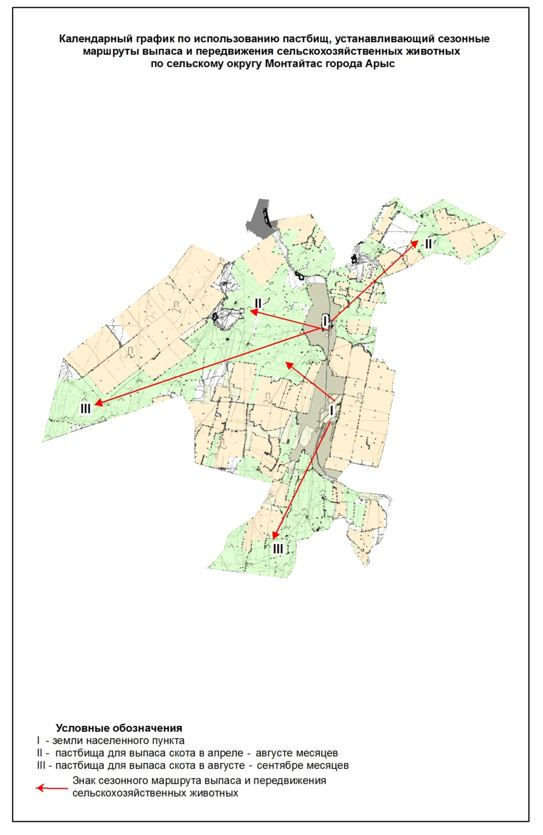 Календарный график по использованию пастбищ, устанавливающий сезонные
маршруты выпаса и передвижения сельскохозяйственных животных
по сельскому округу Монтайтас города Арыс
II
II
I
III
I
III
Условные обозначения
I - земли населенного пункта
II - пастбища для выпаса скота в апреле - августе месяцев
III - пастбища для выпаса скота в августе - сентябре месяцев
Знак сезонного маршрута выпаса и передвижения
сельскохозяйственных животных